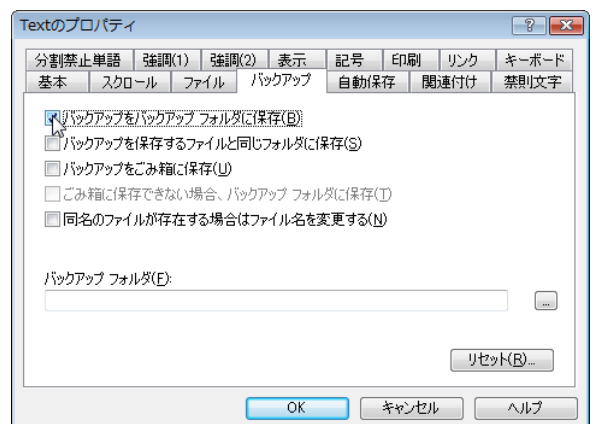 Textのプロパティ
分割禁止単語 強調(1) 強調(2) 表示 記号 印刷 リンク キーボード
基本 スクロール ファイル バックアップ 自動保存 関連付け 禁則文字
バックアップをバックアップ フォルダに保存(B)
バックアップを保存するファイルと同じフォルダに保存(S)
バックアップをごみ箱に保存(U)
ごみ箱に保存できない場合、バックアップ フォルダに保存(T)
同名のファイルが存在する場合はファイル名を変更する(N)
バックアップ フォルダ(F):
...
リセット(R)...
OK キャンセル ヘルプ